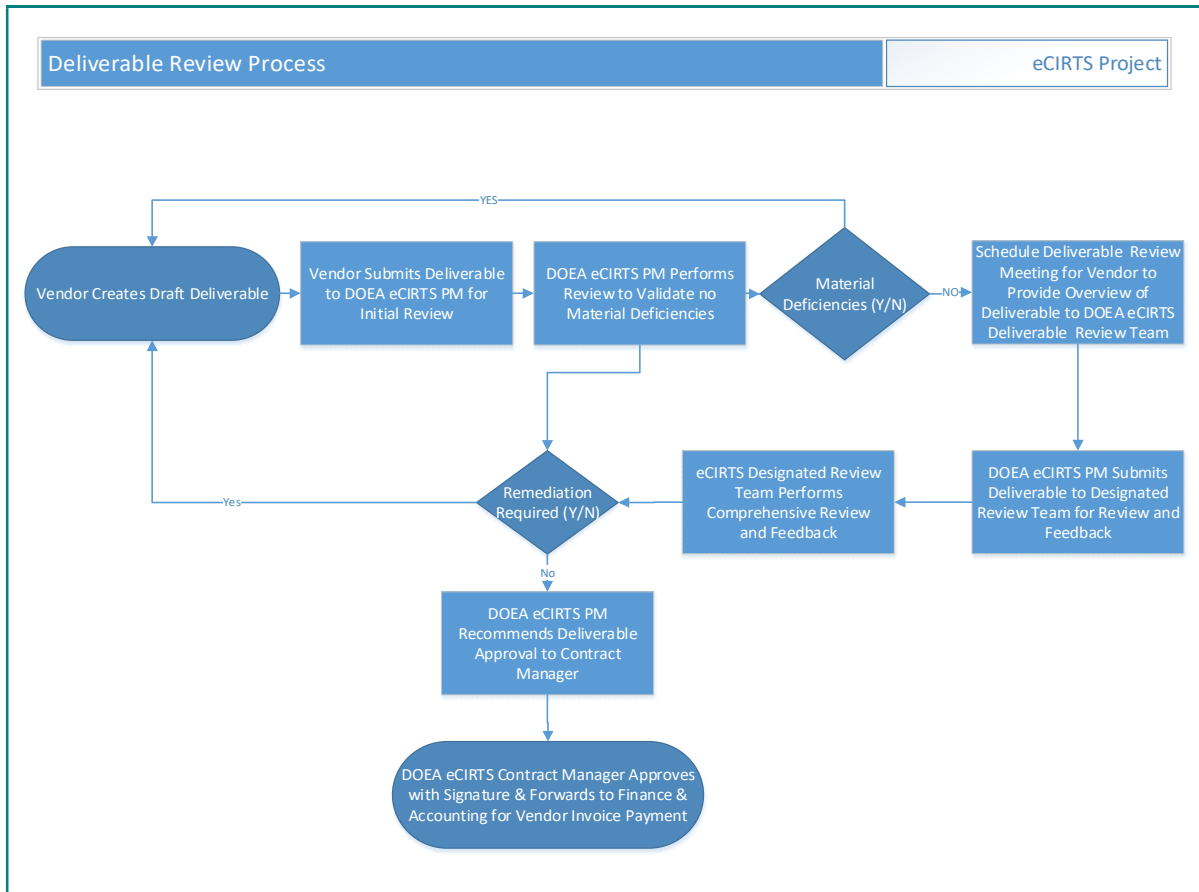 Deliverable Review Process
eCIRTS Project
YES
Vendor Creates Draft Deliverable
Vendor Submits Deliverable
to DOEA eCIRTS PM for
Initial Review
DOEA eCIRTS PM Performs
Review to Validate no
Material Deficiencies
Material
Deficiencies (Y/N)
NO
Schedule Deliverable Review
Meeting for Vendor to
Provide Overview of
Deliverable to DOEA eCIRTS
Deliverable Review Team
DOEA eCIRTS PM Submits
Deliverable to Designated
Review Team for Review and
Feedback
eCIRTS Designated Review
Team Performs
Comprehensive Review
and Feedback
Remediation
Required (Y/N)
Yes
No
DOEA eCIRTS PM
Recommends Deliverable
Approval to Contract
Manager
DOEA eCIRTS Contract Manager Approves
with Signature & Forwards to Finance &
Accounting for Vendor Invoice Payment